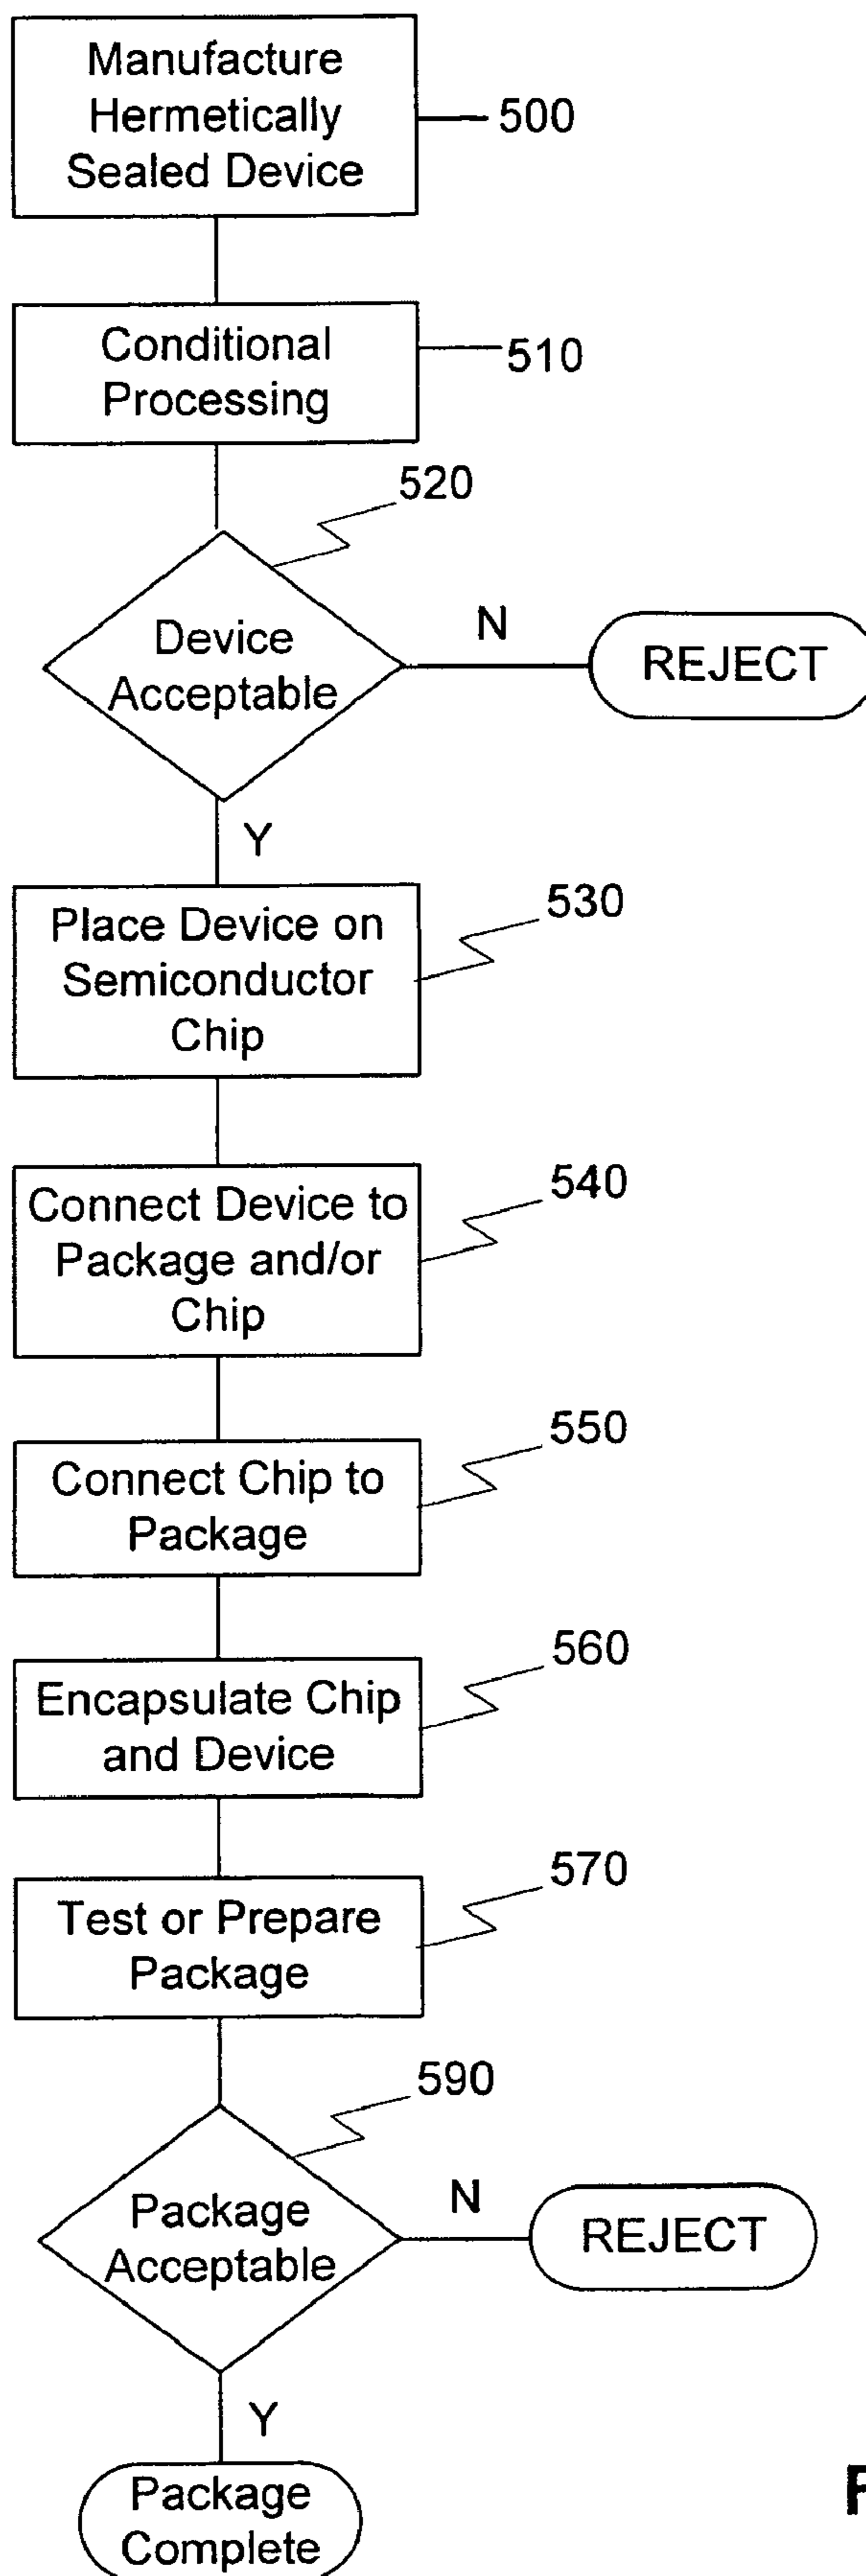 Manufacture
Hermetically
Sealed Device
500
Conditional
Processing
510
520
Device
Acceptable
N
REJECT
Y
Place Device on
Semiconductor
Chip
530
Connect Device to
Package and/or
Chip
540
Connect Chip to
Package
550
Encapsulate Chip
and Device
560
Test or Prepare
Package
570
590
Package
Acceptable
N
REJECT
Y
Package
Complete